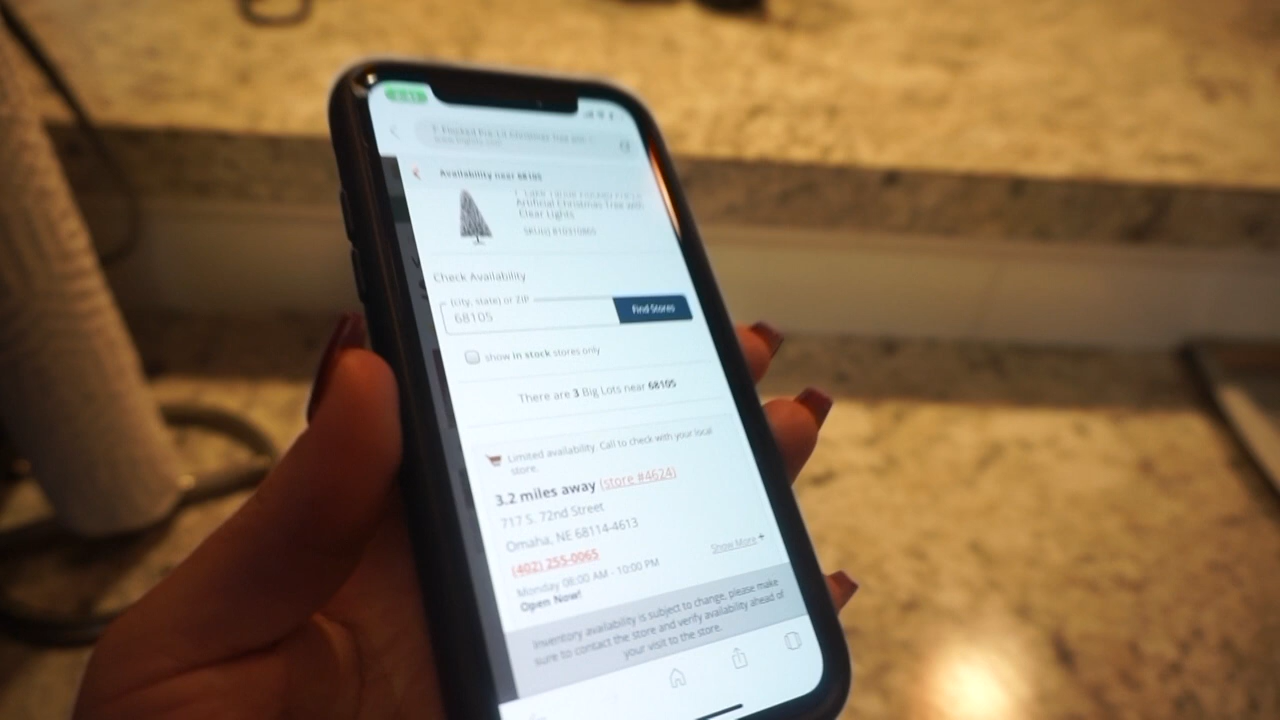 Availability near 68105
Artificial Christmas Tree with
Clear Lights
Check Availability
(city, state) or ZIP
68105
Find Stores
show in stock stores only
There are 3 Big Lots near 68105
Limited availability. Call to check with your local
store.
3.2 miles away (store #4624)
717 S. 72nd Street
Omaha, NE 68114-4613
(402) 255-0065
Show More +
Monday 08:00 AM - 10:00 PM
Open Now!
Inventory availability is subject to change, please make
sure to contact the store and verify availability ahead of
your visit to the store.